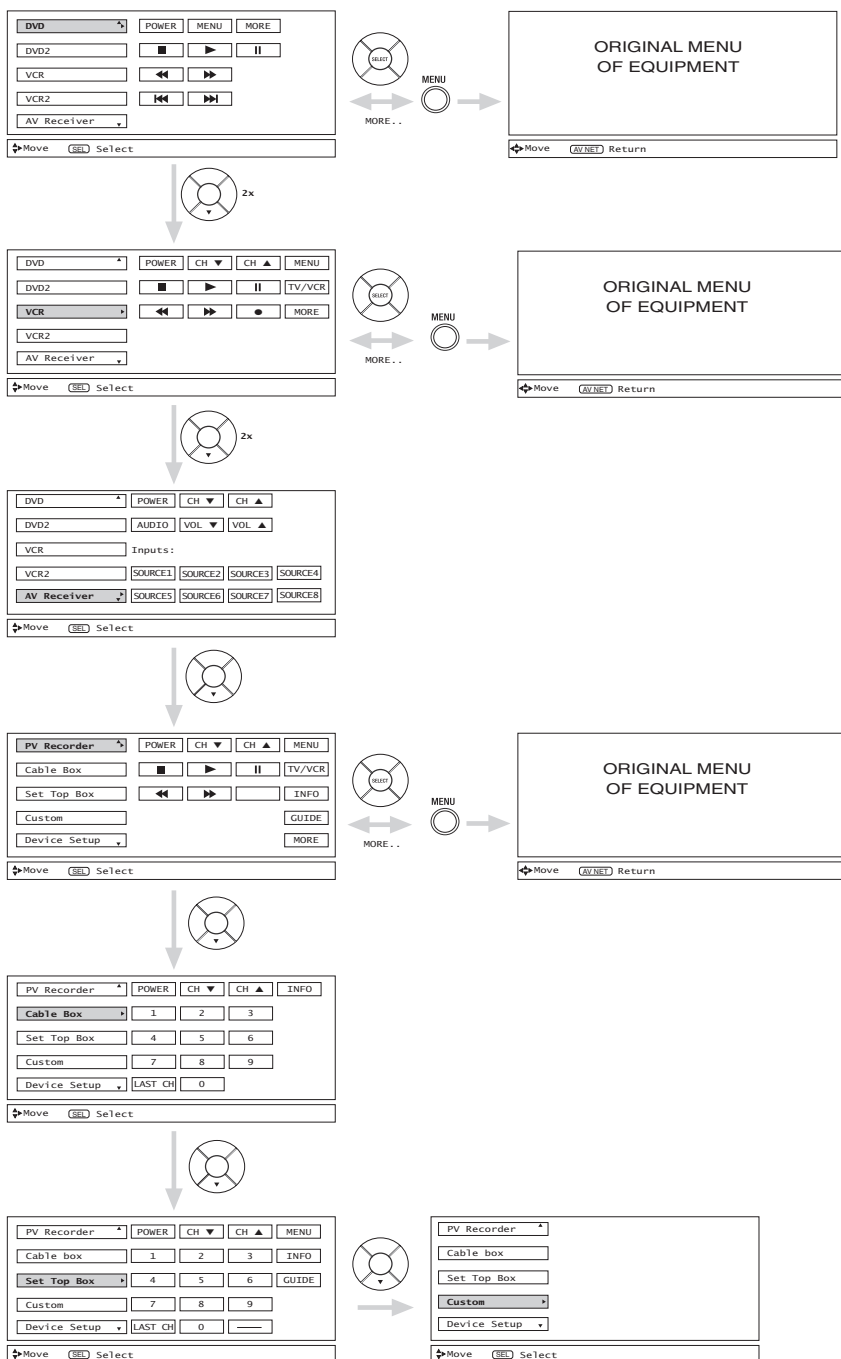 DVD POWER MENU MORE
DVD2
VCR
VCR2
AV Receiver
Move SEL Select
SELECT
MENU
MORE..
ORIGINAL MENU
OF EQUIPMENT
Move AV NET Return
2x
DVD POWER CH ▼ CH ▲ MENU
DVD2 TV/VCR
VCR MORE
VCR2
AV Receiver
Move SEL Select
SELECT
MENU
MORE..
ORIGINAL MENU
OF EQUIPMENT
Move AV NET Return
2x
DVD POWER CH ▼ CH ▲
DVD2 AUDIO VOL ▼ VOL ▲
VCR Inputs:
VCR2 SOURCE1 SOURCE2 SOURCE3 SOURCE4
AV Receiver SOURCE5 SOURCE6 SOURCE7 SOURCE8
Move SEL Select
PV Recorder POWER CH ▼ CH ▲ MENU
Cable Box TV/VCR
Set Top Box INFO
Custom GUIDE
Device Setup MORE
Move SEL Select
SELECT
MENU
MORE..
ORIGINAL MENU
OF EQUIPMENT
Move AV NET Return
PV Recorder POWER CH ▼ CH ▲ INFO
Cable Box 1 2 3
Set Top Box 4 5 6
Custom 7 8 9
Device Setup LAST CH 0
Move SEL Select
PV Recorder POWER CH ▼ CH ▲ MENU
Cable box 1 2 3 INFO
Set Top Box 4 5 6 GUIDE
Custom 7 8 9
Device Setup LAST CH 0 —
Move SEL Select
PV Recorder
Cable box
Set Top Box
Custom
Device Setup
Move SEL Select